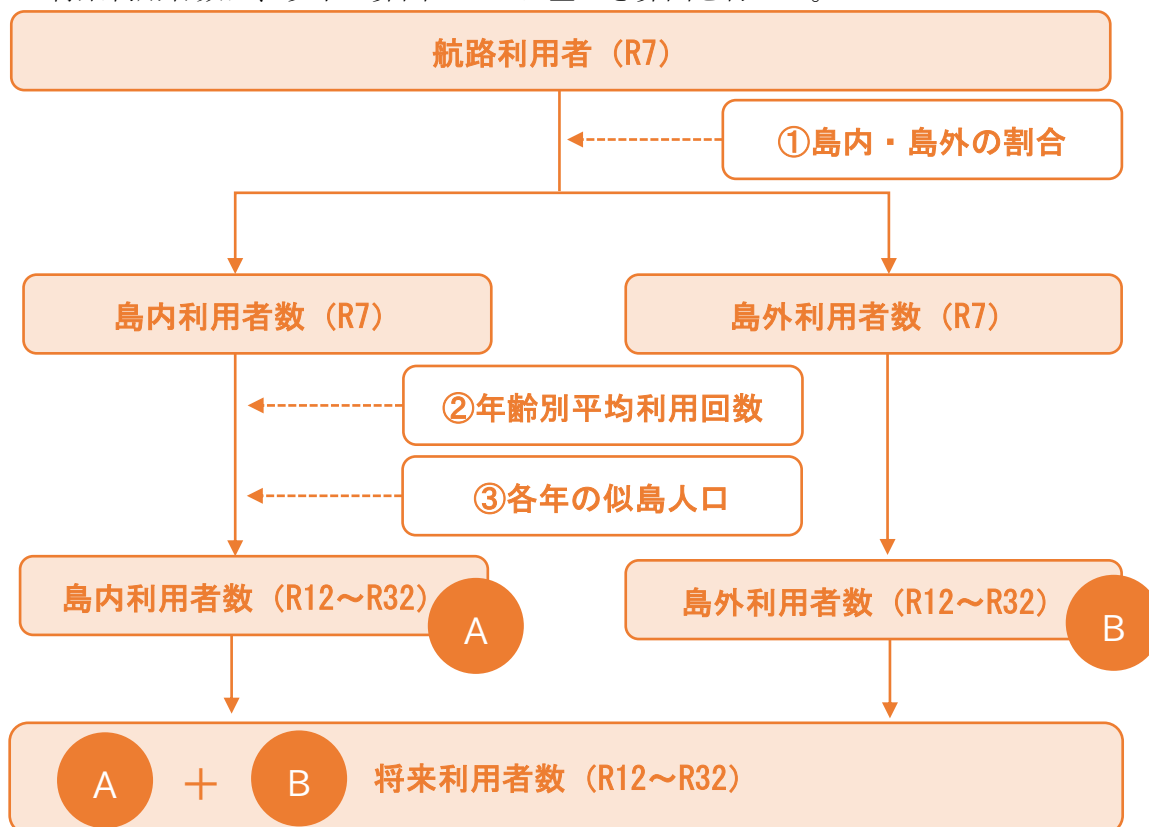 航路利用者（R7）
①島内・島外の割合
島内利用者数（R7）
島外利用者数（R7）
②年齢別平均利用回数
③各年の似島人口
島内利用者数（R12～R32）
A
島外利用者数（R12～R32）
B
A ＋ B 将来利用者数（R12～R32）